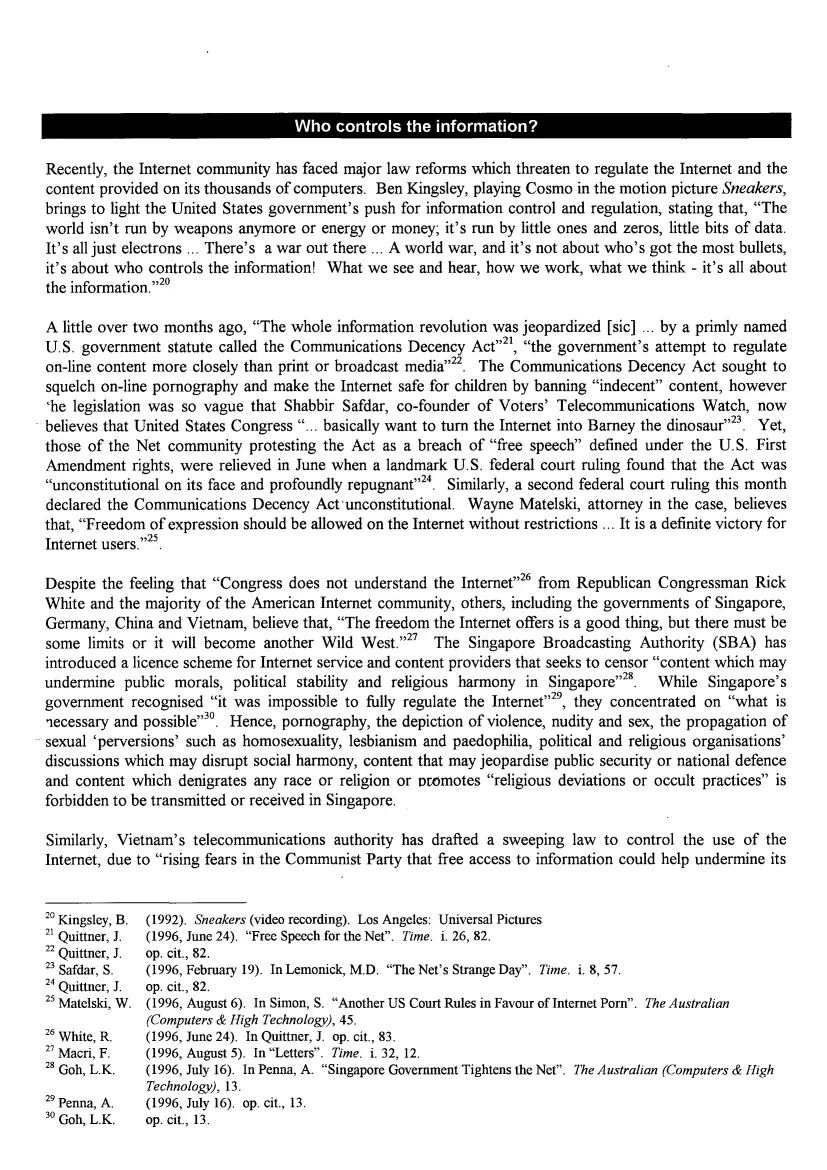 Who controls the information?
Recently, the Internet community has faced major law reforms which threaten to regulate the Internet and the
content provided on its thousands of computers. Ben Kingsley, playing Cosmo in the motion picture Sneakers,
brings to light the United States government's push for information control and regulation, stating that, "The
world isn't run by weapons anymore or energy or money; it's run by little ones and zeros, little bits of data.
It's all just electrons ... There's a war out there ... A world war, and it's not about who's got the most bullets,
it's about who controls the information! What we see and hear, how we work, what we think - it's all about
the information."20
A little over two months ago, "The whole information revolution was jeopardized [sic] ... by a primly named
U.S. government statute called the Communications Decency Act"21, "the government's attempt to regulate
on-line content more closely than print or broadcast media"22. The Communications Decency Act sought to
squelch on-line pornography and make the Internet safe for children by banning "indecent" content, however
the legislation was so vague that Shabbir Safdar, co-founder of Voters' Telecommunications Watch, now
believes that United States Congress "... basically want to turn the Internet into Barney the dinosaur"23. Yet,
those of the Net community protesting the Act as a breach of "free speech" defined under the U.S. First
Amendment rights, were relieved in June when a landmark U.S. federal court ruling found that the Act was
"unconstitutional on its face and profoundly repugnant"24. Similarly, a second federal court ruling this month
declared the Communications Decency Act unconstitutional. Wayne Matelski, attorney in the case, believes
that, "Freedom of expression should be allowed on the Internet without restrictions ... It is a definite victory for
Internet users."25.
Despite the feeling that "Congress does not understand the Internet"26 from Republican Congressman Rick
White and the majority of the American Internet community, others, including the governments of Singapore,
Germany, China and Vietnam, believe that, "The freedom the Internet offers is a good thing, but there must be
some limits or it will become another Wild West."27 The Singapore Broadcasting Authority (SBA) has
introduced a licence scheme for Internet service and content providers that seeks to censor "content which may
undermine public morals, political stability and religious harmony in Singapore"28. While Singapore's
government recognised "it was impossible to fully regulate the Internet"29, they concentrated on "what is
necessary and possible"30. Hence, pornography, the depiction of violence, nudity and sex, the propagation of
sexual 'perversions' such as homosexuality, lesbianism and paedophilia, political and religious organisations'
discussions which may disrupt social harmony, content that may jeopardise public security or national defence
and content which denigrates any race or religion or promotes "religious deviations or occult practices" is
forbidden to be transmitted or received in Singapore.
Similarly, Vietnam's telecommunications authority has drafted a sweeping law to control the use of the
Internet, due to "rising fears in the Communist Party that free access to information could help undermine its
20 Kingsley, B. (1992). Sneakers (video recording). Los Angeles: Universal Pictures
21 Quittner, J. (1996, June 24). "Free Speech for the Net". Time. i. 26, 82.
22 Quittner, J. op. cit., 82.
23 Safdar, S. (1996, February 19). In Lemonick, M.D. "The Net's Strange Day". Time. i. 8, 57.
24 Quittner, J. op. cit., 82.
25 Matelski, W. (1996, August 6). In Simon, S. "Another US Court Rules in Favour of Internet Porn". The Australian
(Computers & High Technology), 45.
26 White, R. (1996, June 24). In Quittner, J. op. cit., 83.
27 Macri, F. (1996, August 5). In "Letters". Time. i. 32, 12.
28 Goh, L.K. (1996, July 16). In Penna, A. "Singapore Government Tightens the Net". The Australian (Computers & High
Technology), 13.
29 Penna, A. (1996, July 16). op. cit., 13.
30 Goh, L.K. op. cit., 13.